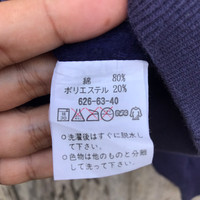 綿 80%
ポリエステル 20%
626-63-40
※洗濯後はすぐに脱水し
て下さい。
※色物は他のものと分離
して洗って下さい。